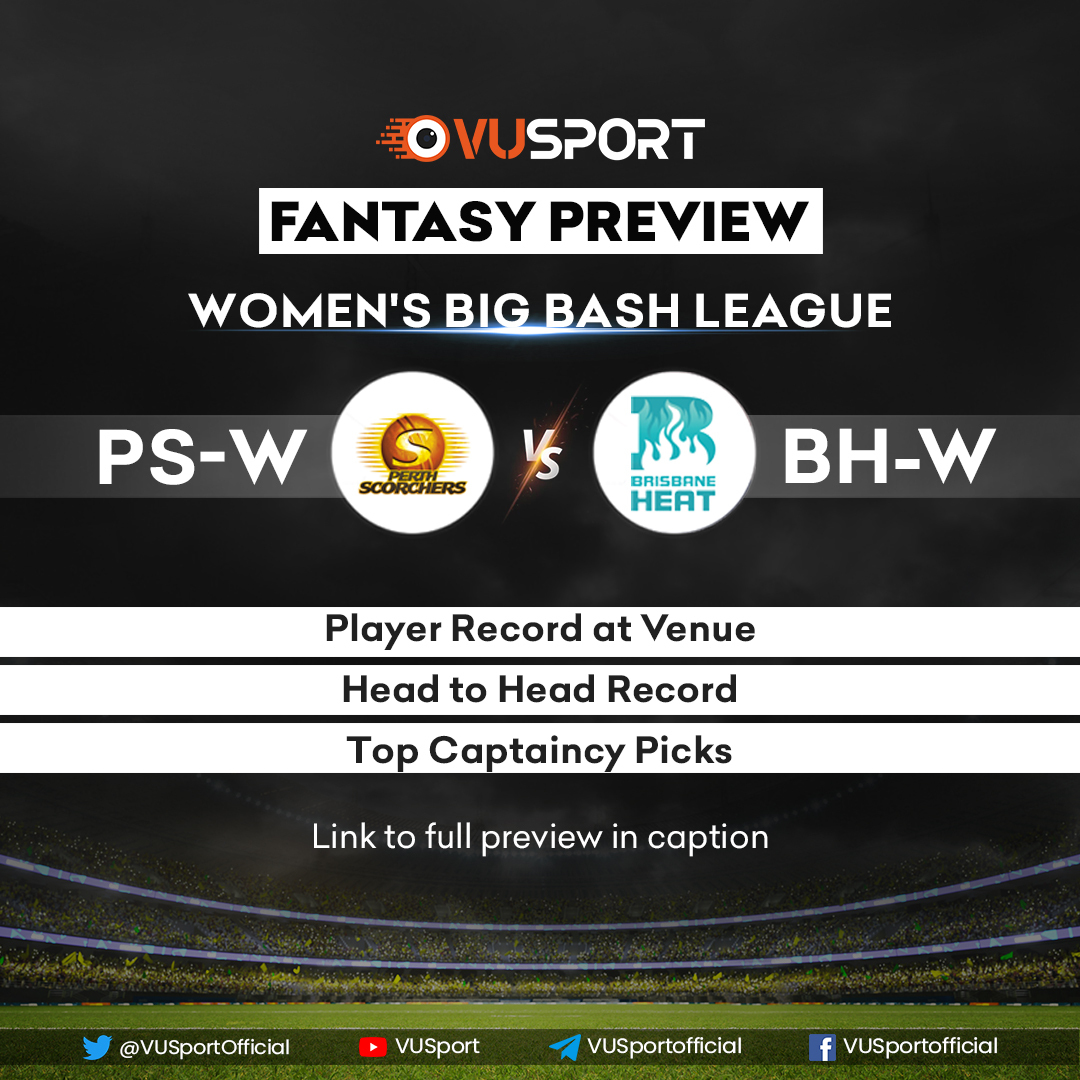 VUSPORT
FANTASY PREVIEW
WOMEN'S BIG BASH LEAGUE
PS-W
S
PERTH
SCORCHERS
VS
B
BRISBANE
HEAT
BH-W
Player Record at Venue
Head to Head Record
Top Captaincy Picks
Link to full preview in caption
@VUSportOfficial
VUSport
VUSportofficial
f
VUSportofficial